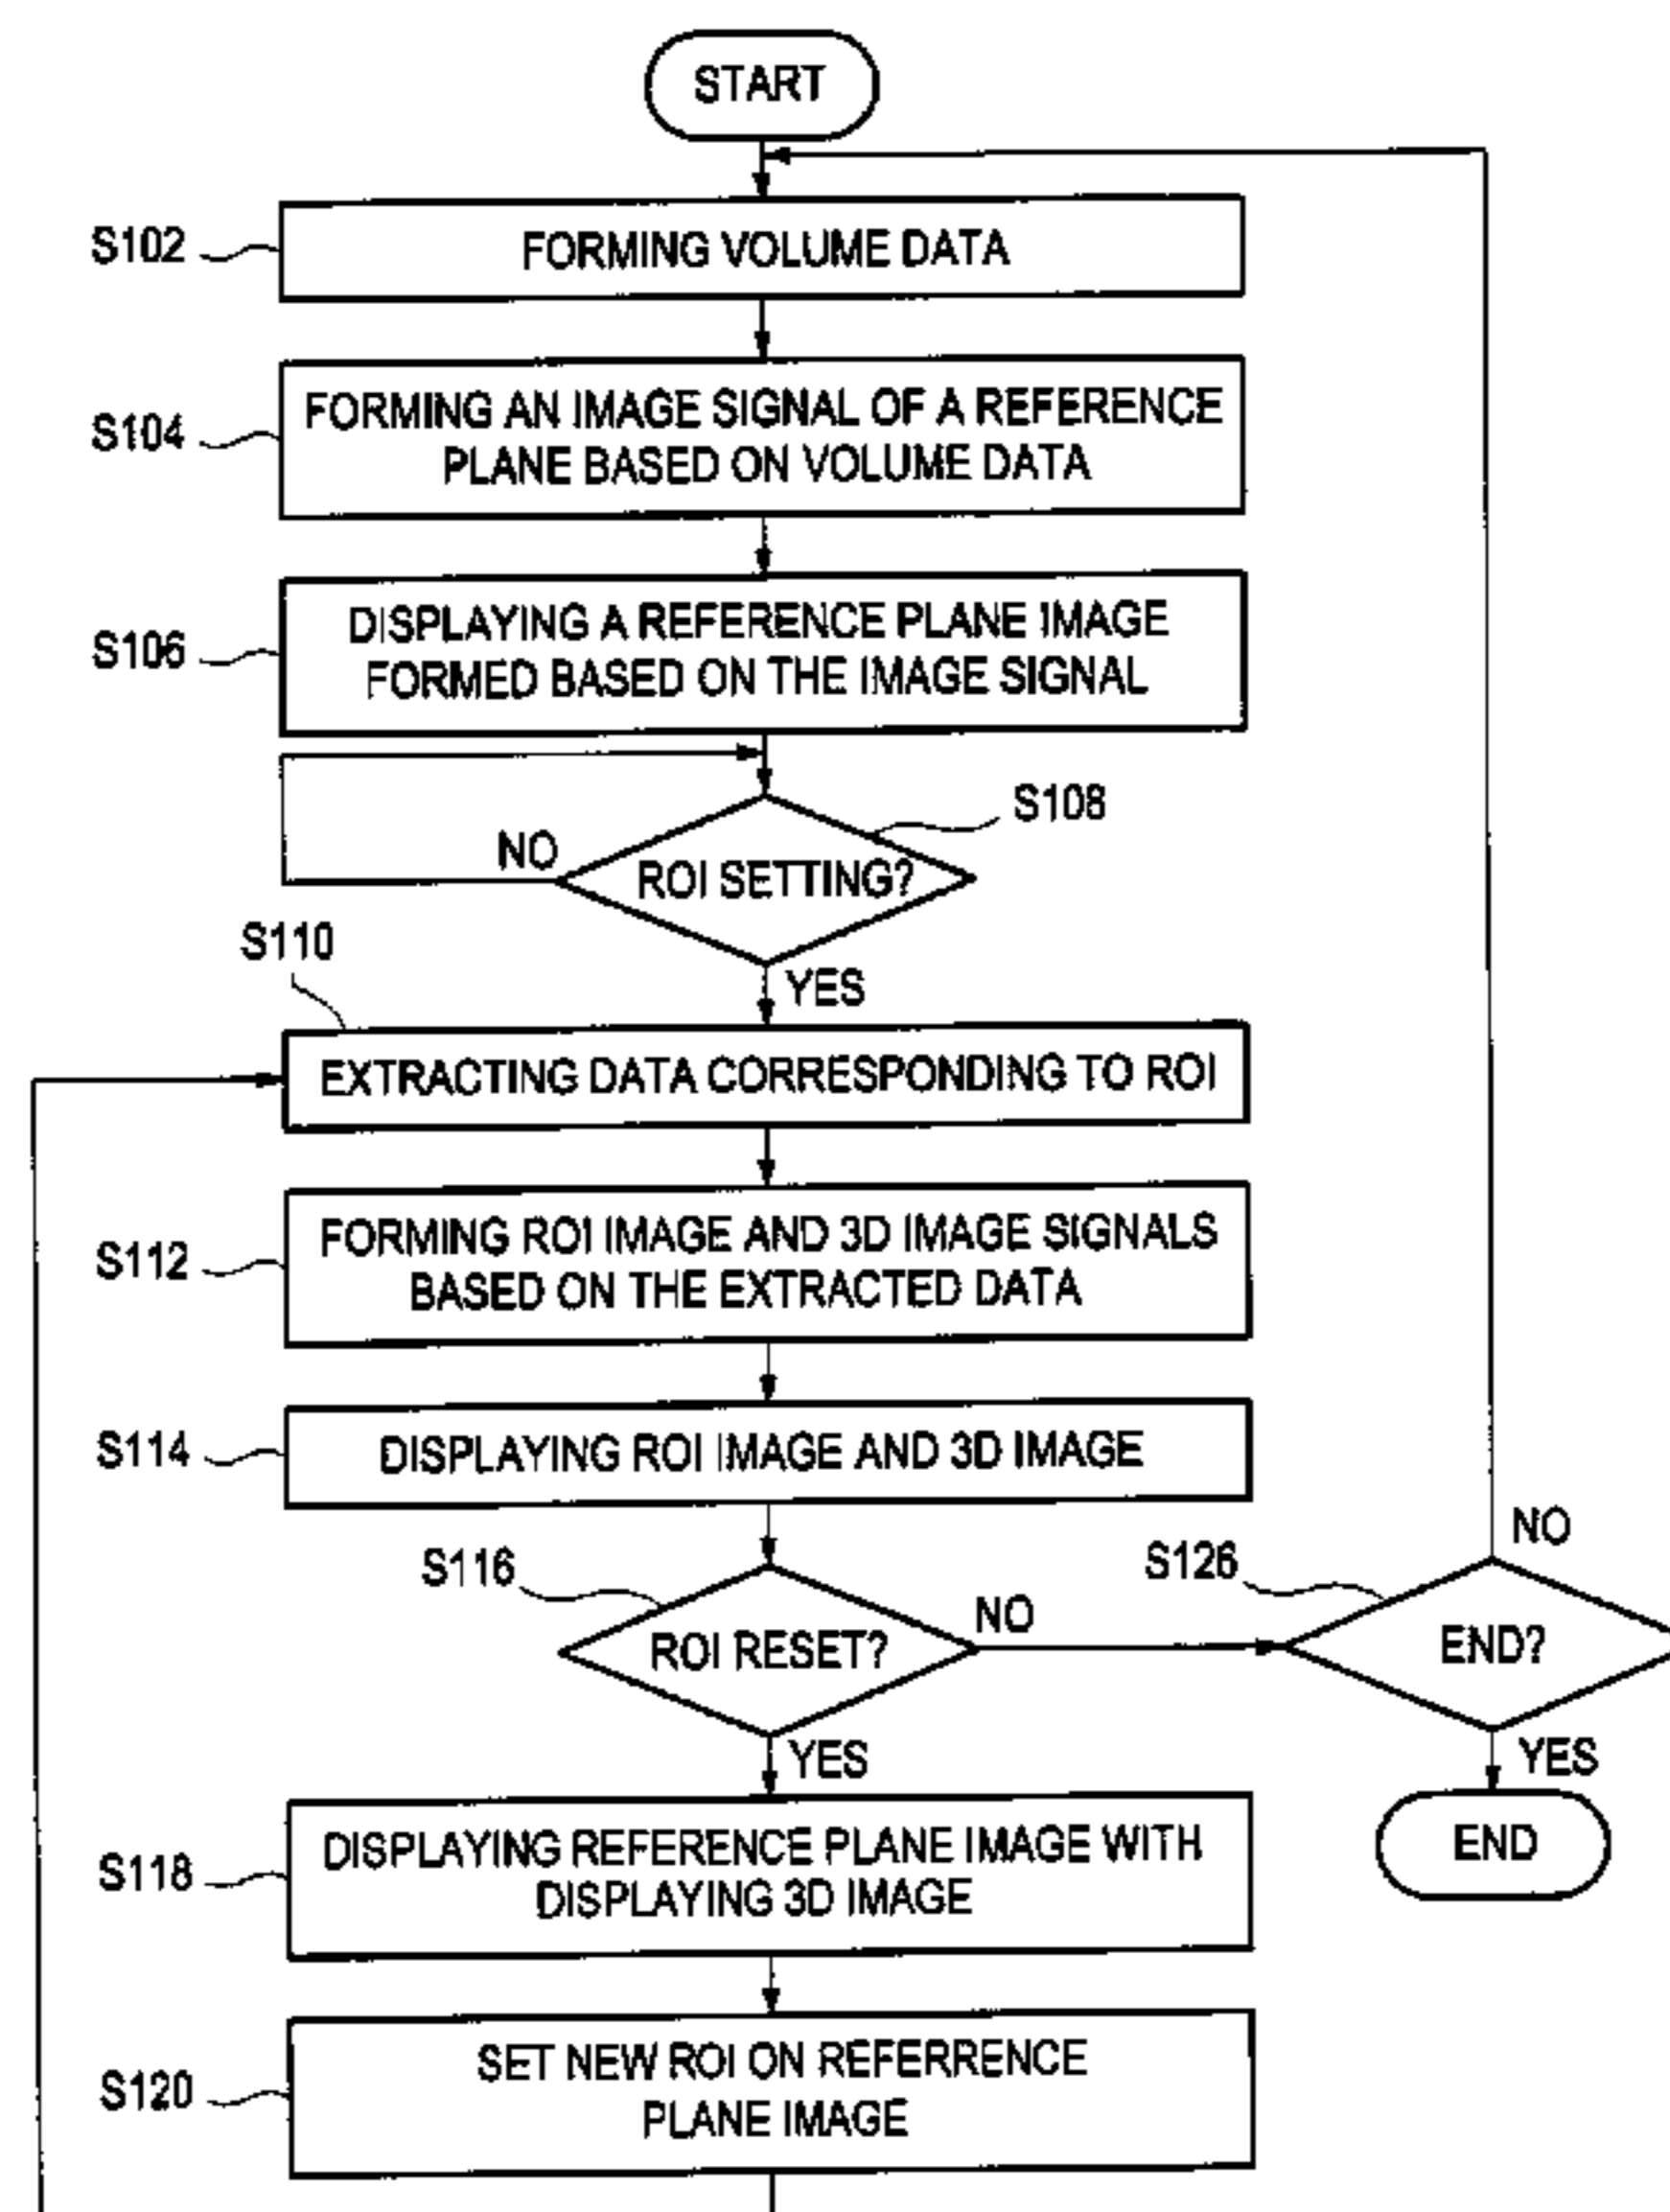 START
S102
FORMING VOLUME DATA
S104
FORMING AN IMAGE SIGNAL OF A REFERENCE
PLANE BASED ON VOLUME DATA
S106
DISPLAYING A REFERENCE PLANE IMAGE
FORMED BASED ON THE IMAGE SIGNAL
S108
NO
ROI SETTING?
YES
S110
EXTRACTING DATA CORRESPONDING TO ROI
S112
FORMING ROI IMAGE AND 3D IMAGE SIGNALS
BASED ON THE EXTRACTED DATA
S114
DISPLAYING ROI IMAGE AND 3D IMAGE
S116
ROI RESET?
NO
S126
NO
END?
YES
YES
END
S118
DISPLAYING REFERENCE PLANE IMAGE WITH
DISPLAYING 3D IMAGE
S120
SET NEW ROI ON REFERRENCE
PLANE IMAGE